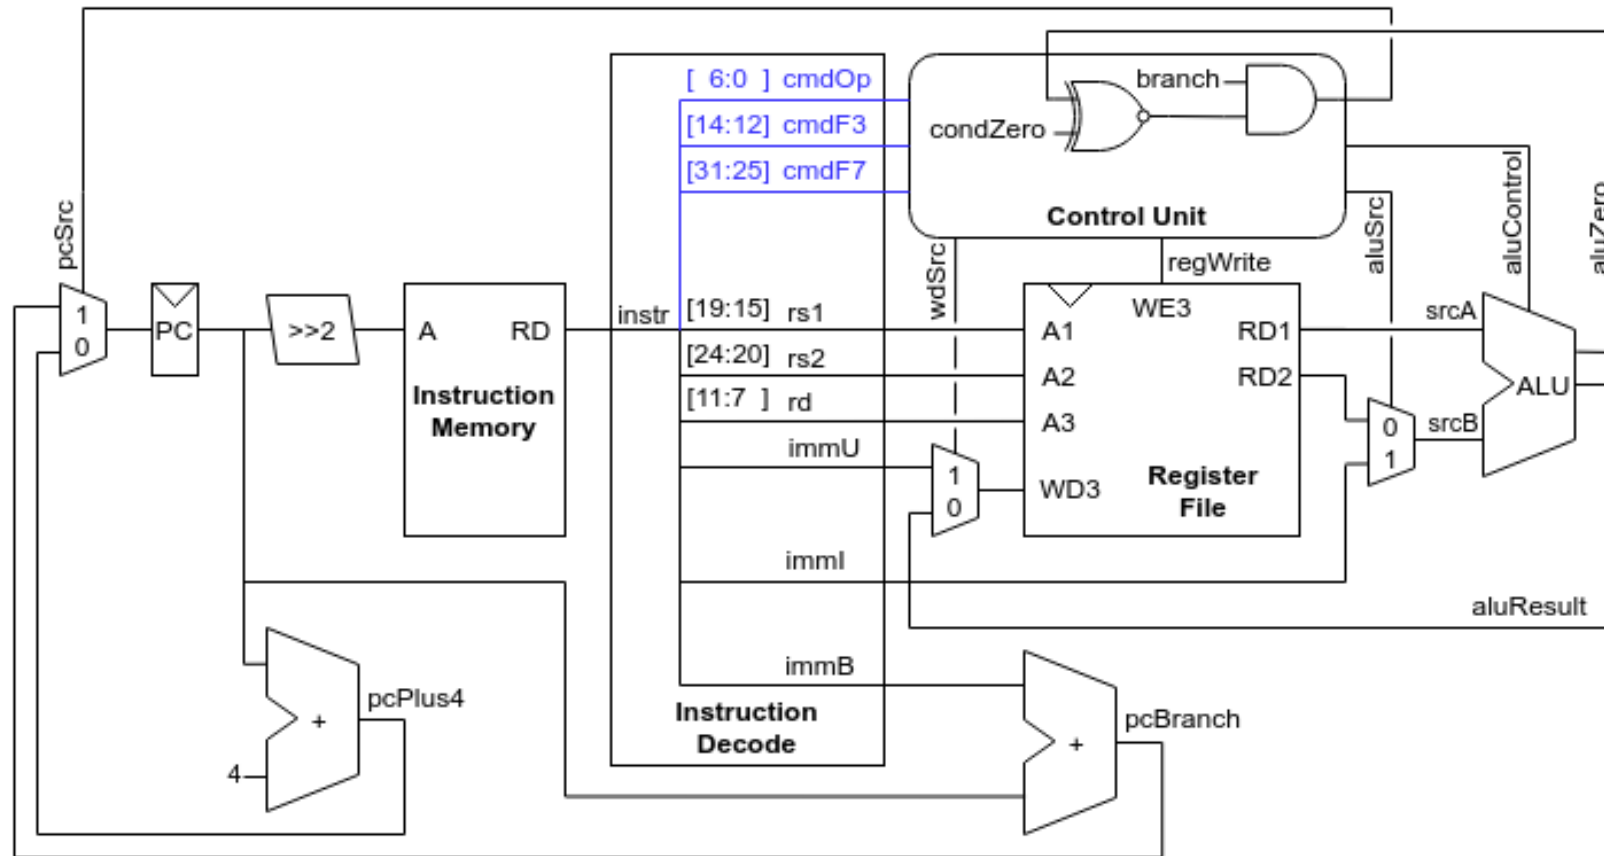 [ 6:0 ] cmdOp
branch
[14:12] cmdF3
condZero
[31:25] cmdF7
Control Unit
pcSrc
wdSrc
regWrite
aluSrc
aluControl
aluZero
1
0
PC
>>2
A
RD
Instruction
Memory
instr
[19:15] rs1
[24:20] rs2
[11:7 ] rd
immU
1
0
A1
A2
A3
WD3
WE3
RD1
RD2
Register
File
srcA
0
1
srcB
ALU
immI
aluResult
immB
pcPlus4
+
4
Instruction
Decode
pcBranch
+